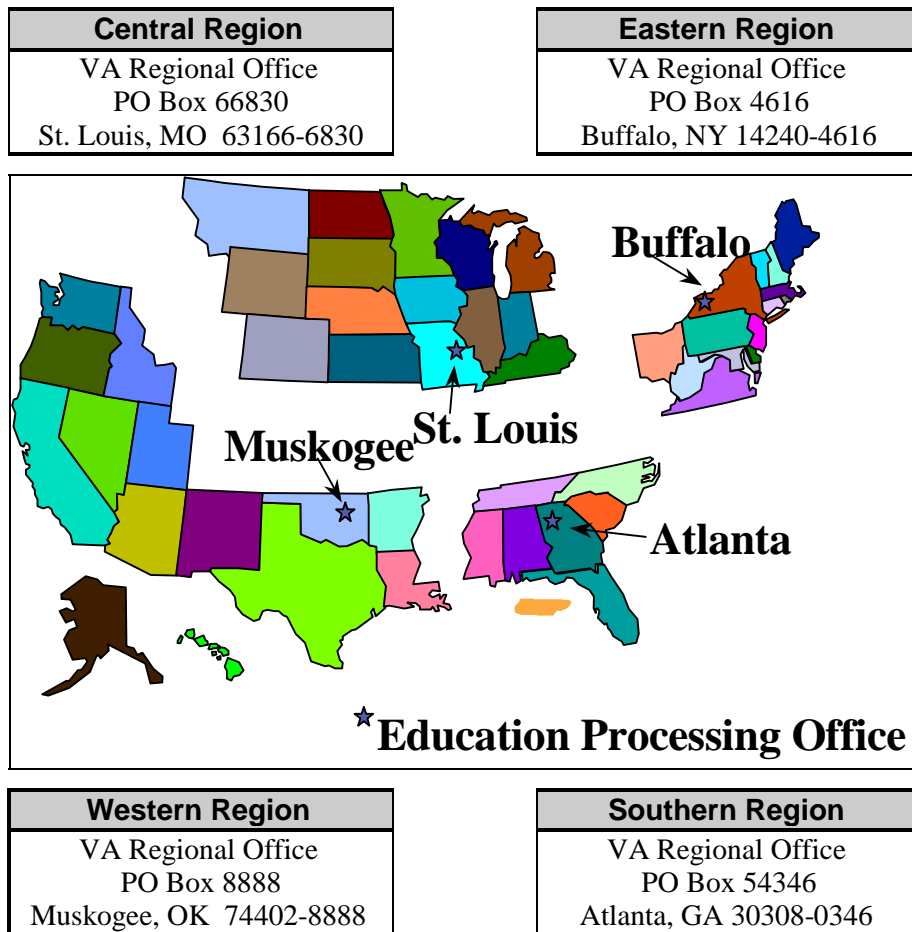 Central Region
VA Regional Office
PO Box 66830
St. Louis, MO  63166-6830
Eastern Region
VA Regional Office
PO Box 4616
Buffalo, NY 14240-4616
Buffalo
St. Louis
Muskogee
Atlanta
Education Processing Office
Western Region
VA Regional Office
PO Box 8888
Muskogee, OK  74402-8888
Southern Region
VA Regional Office
PO Box 54346
Atlanta, GA 30308-0346